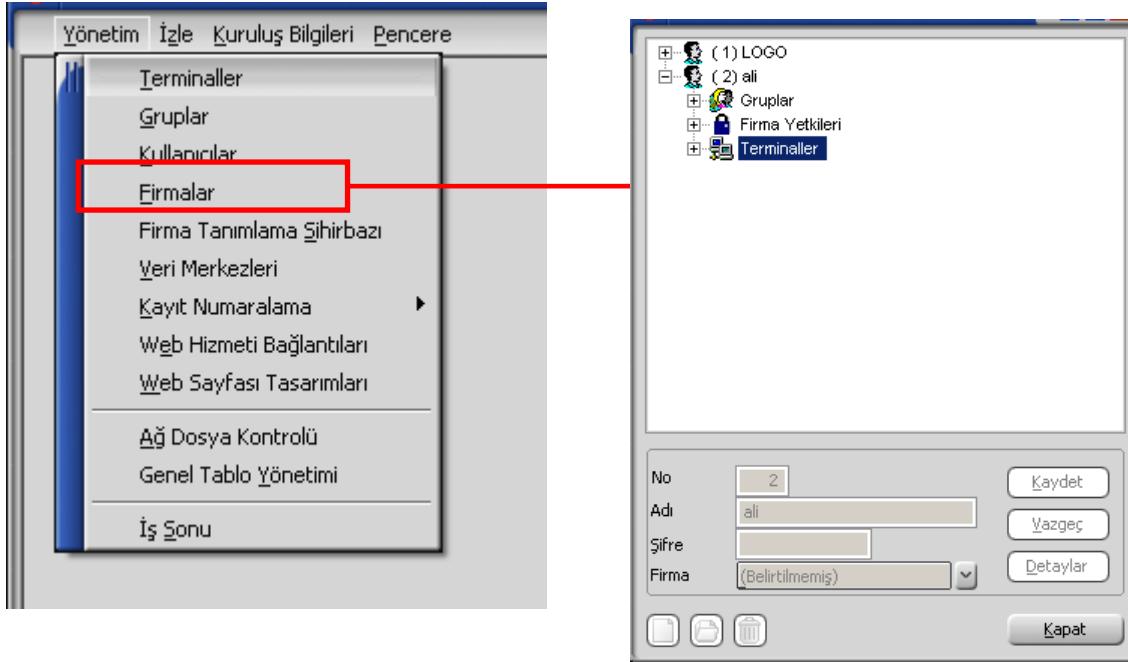 Yönetim İzle Kuruluş Bilgileri Pencere
Terminaller
Gruplar
Kullanıcılar
Firmalar
Firma Tanımlama Sihirbazı
Veri Merkezleri
Kayıt Numaralama
Web Hizmeti Bağlantıları
Web Sayfası Tasarımları
Ağ Dosya Kontrolü
Genel Tablo Yönetimi
İş Sonu
( 1) LOGO
( 2) ali
Gruplar
Firma Yetkileri
Terminaller
No 2 Kaydet
Adı ali
Vazgeç
Şifre
Detaylar
Firma (Belirtilmemiş)
Kapat